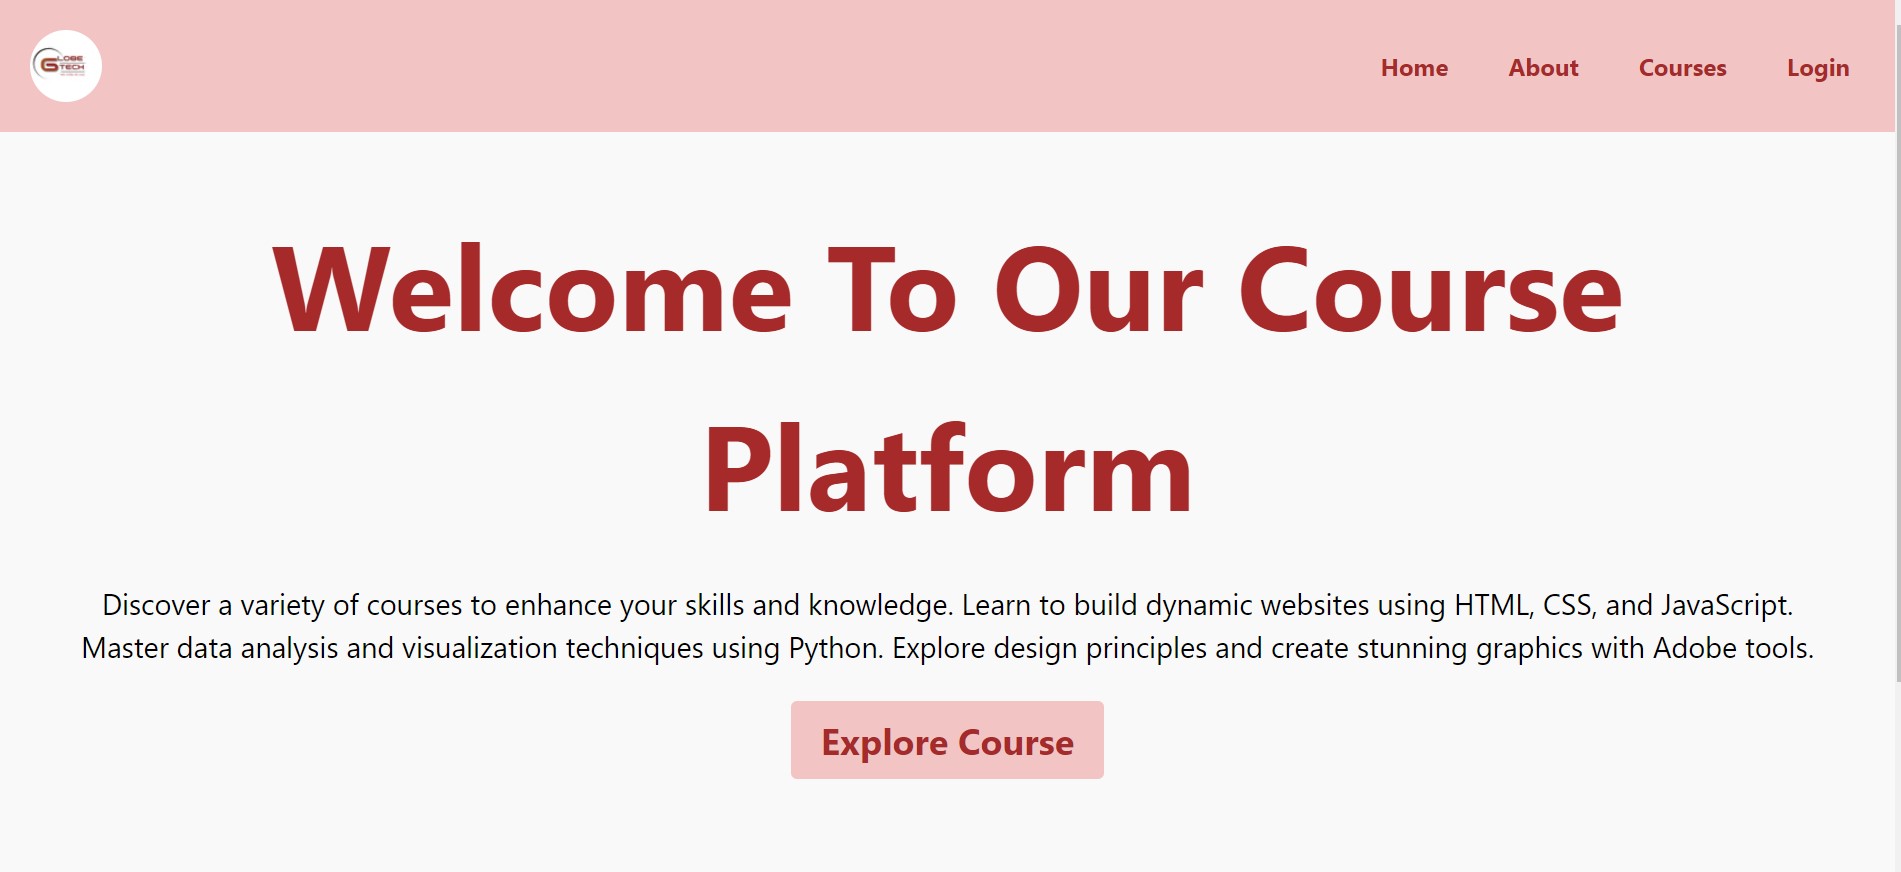 GLOBE
TECH
Home About Courses Login
Welcome To Our Course
Platform
Discover a variety of courses to enhance your skills and knowledge. Learn to build dynamic websites using HTML, CSS, and JavaScript.
Master data analysis and visualization techniques using Python. Explore design principles and create stunning graphics with Adobe tools.
Explore Course